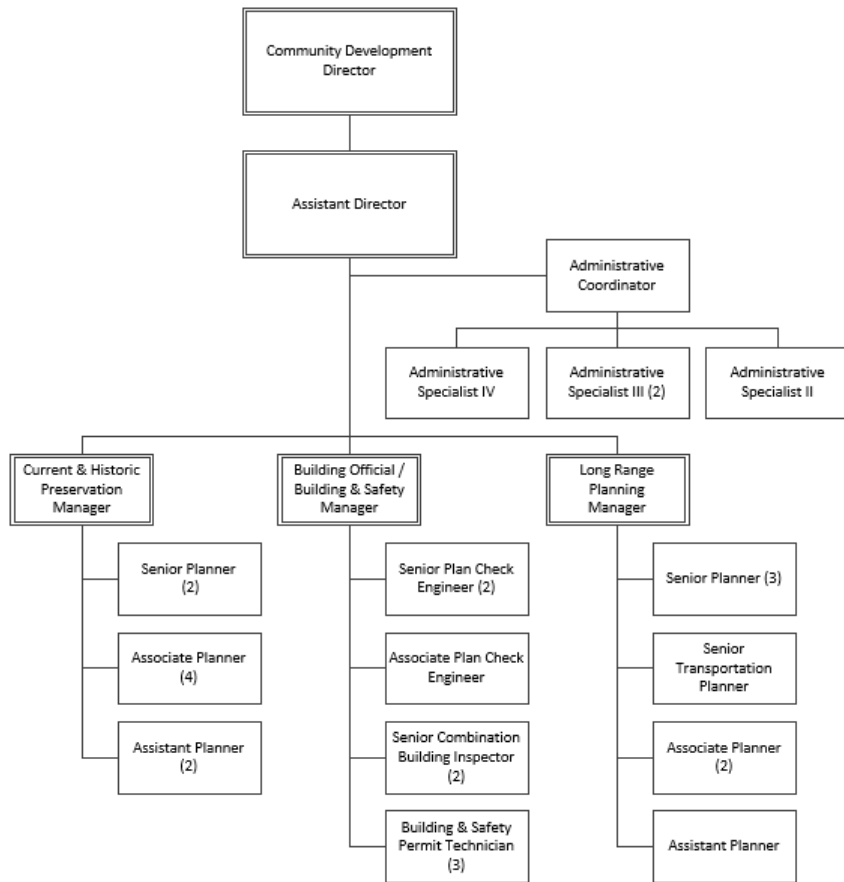 Community Development
Director
Assistant Director
Administrative
Coordinator
Administrative
Specialist IV
Administrative
Specialist III (2)
Administrative
Specialist II
Current & Historic
Preservation
Manager
Building Official /
Building & Safety
Manager
Long Range
Planning
Manager
Senior Planner
(2)
Associate Planner
(4)
Assistant Planner
(2)
Senior Plan Check
Engineer (2)
Associate Plan Check
Engineer
Senior Combination
Building Inspector
(2)
Building & Safety
Permit Technician
(3)
Senior Planner (3)
Senior
Transportation
Planner
Associate Planner
(2)
Assistant Planner